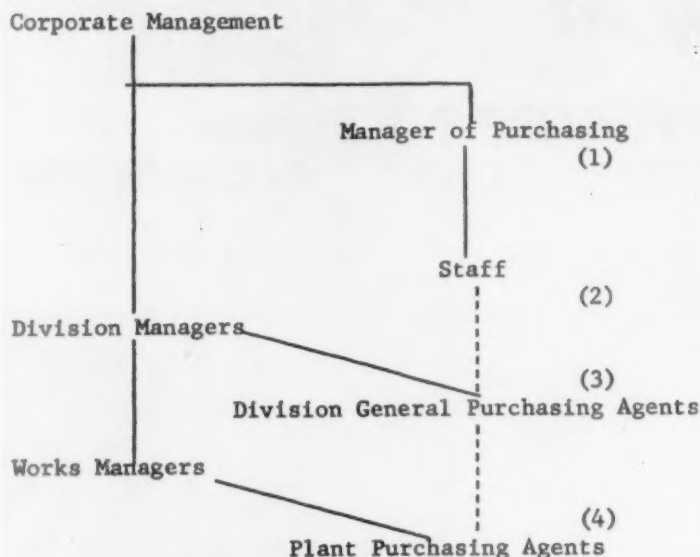 Corporate Management
Manager of Purchasing
(1)
Staff
(2)
Division Managers
(3)
Division General Purchasing Agents
Works Managers
(4)
Plant Purchasing Agents